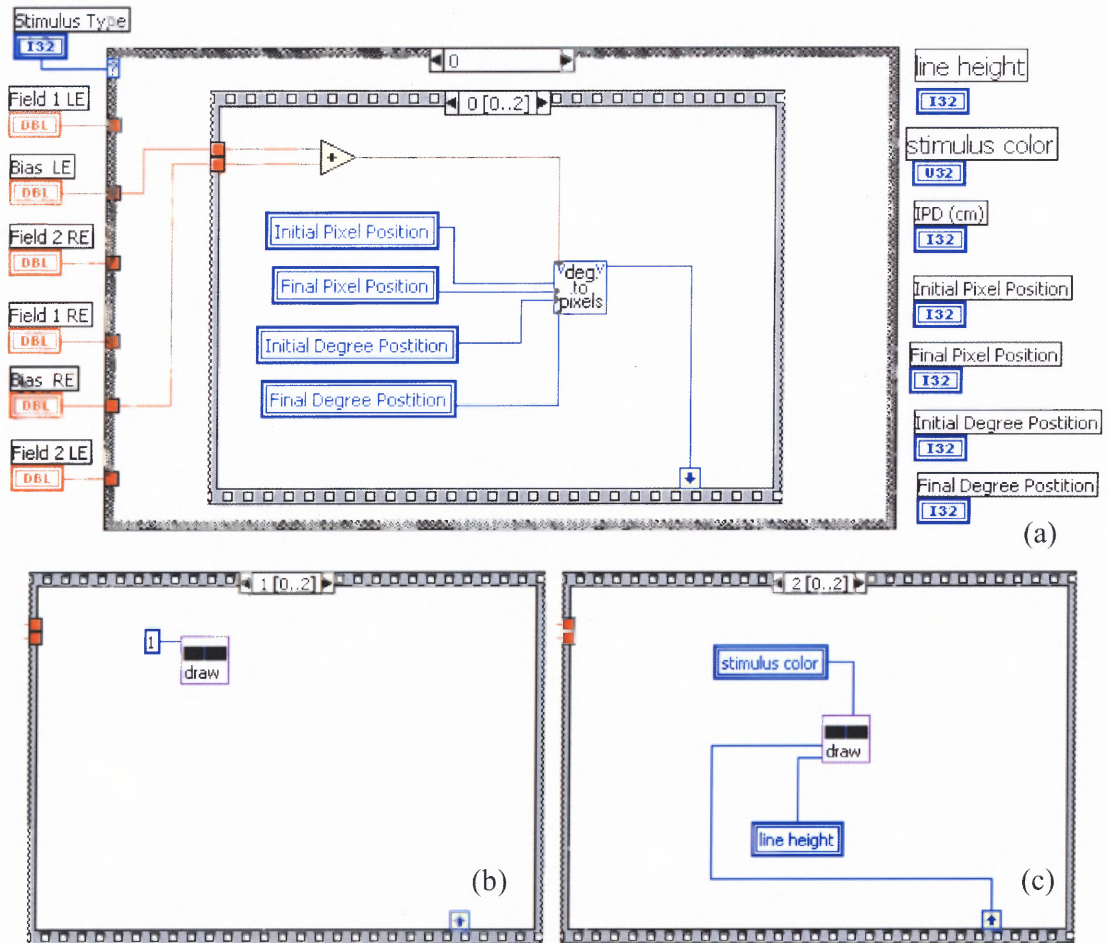 Stimulus Type
I32
?
0
Field 1 LE
DBL
Bias LE
DBL
Field 2 RE
DBL
Field 1 RE
DBL
Bias RE
DBL
Field 2 LE
DBL
0 [0..2]
+
Initial Pixel Position
Final Pixel Position
Initial Degree Postition
Final Degree Postition
deg.
to
pixels
line height
I32
stimulus color
U32
IPD (cm)
I32
Initial Pixel Position
I32
Final Pixel Position
I32
Initial Degree Postition
I32
Final Degree Postition
I32
(a)
1 [0..2]
1
draw
(b)
2 [0..2]
stimulus color
draw
line height
(c)